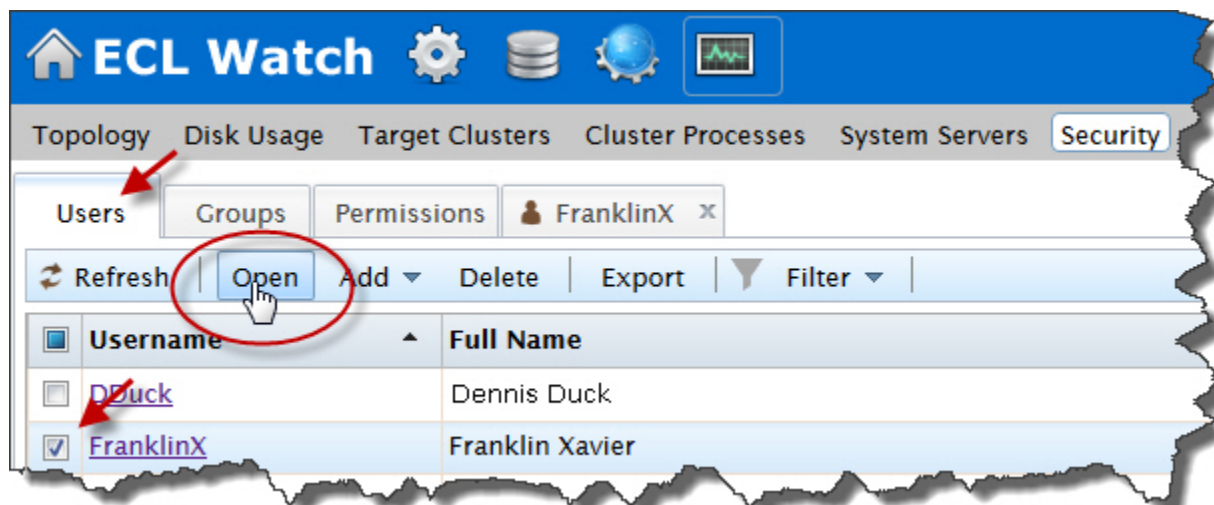 ECL Watch
Topology Disk Usage Target Clusters Cluster Processes System Servers Security
Users Groups Permissions FranklinX x
Refresh Open Add Delete Export Filter
Username Full Name
DDuck Dennis Duck
FranklinX Franklin Xavier